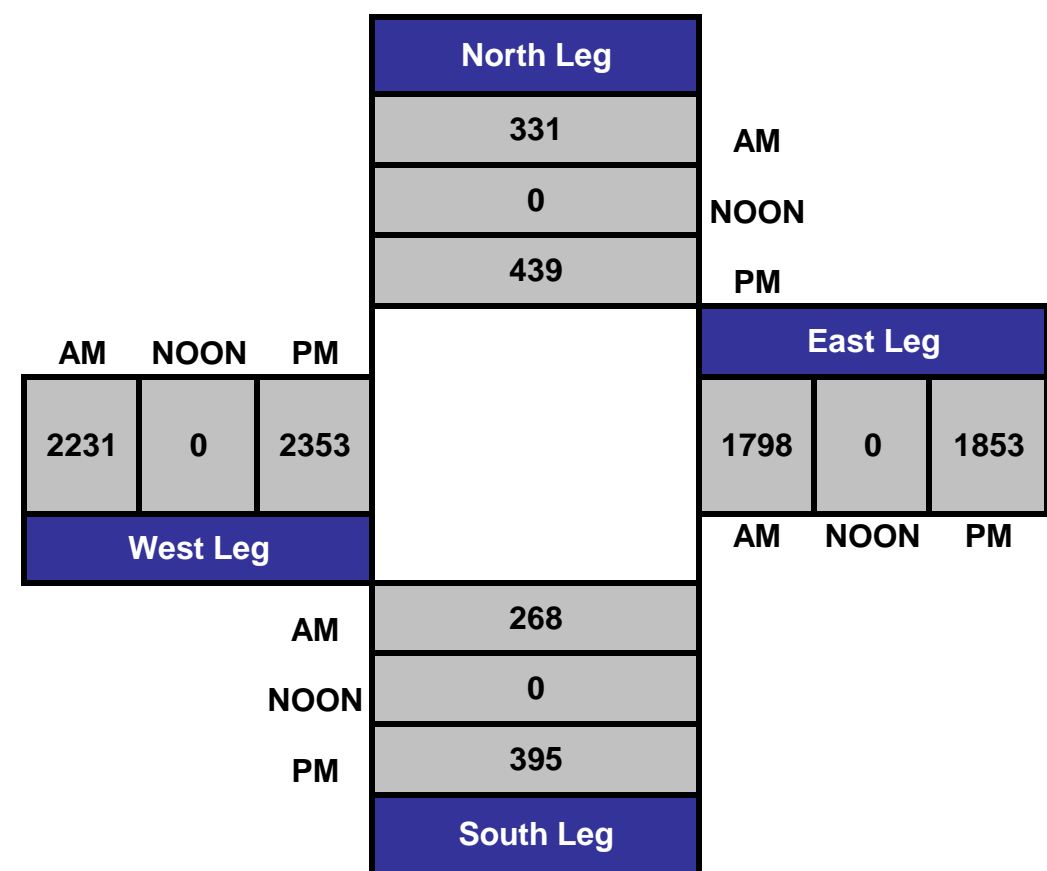 North Leg
331 AM
0 NOON
439 PM
East Leg
AM NOON PM
2231 0 2353
1798 0 1853
West Leg
AM NOON PM
AM 268
NOON 0
PM 395
South Leg